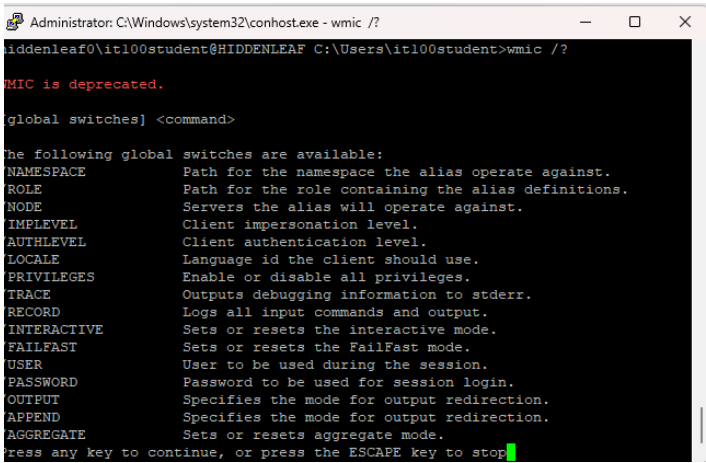 Administrator: C:\Windows\system32\conhost.exe - wmic /?
hiddenleaf0\it100student@HIDDENLEAF C:\Users\it100student>wmic /?
WMIC is deprecated.
[global switches] <command>
The following global switches are available:
/NAMESPACE Path for the namespace the alias operate against.
/ROLE Path for the role containing the alias definitions.
/NODE Servers the alias will operate against.
/IMPLEVEL Client impersonation level.
/AUTHLEVEL Client authentication level.
/LOCALE Language id the client should use.
/PRIVILEGES Enable or disable all privileges.
/TRACE Outputs debugging information to stderr.
/RECORD Logs all input commands and output.
/INTERACTIVE Sets or resets the interactive mode.
/FAILFAST Sets or resets the FailFast mode.
/USER User to be used during the session.
/PASSWORD Password to be used for session login.
/OUTPUT Specifies the mode for output redirection.
/APPEND Specifies the mode for output redirection.
/AGGREGATE Sets or resets aggregate mode.
Press any key to continue, or press the ESCAPE key to stop